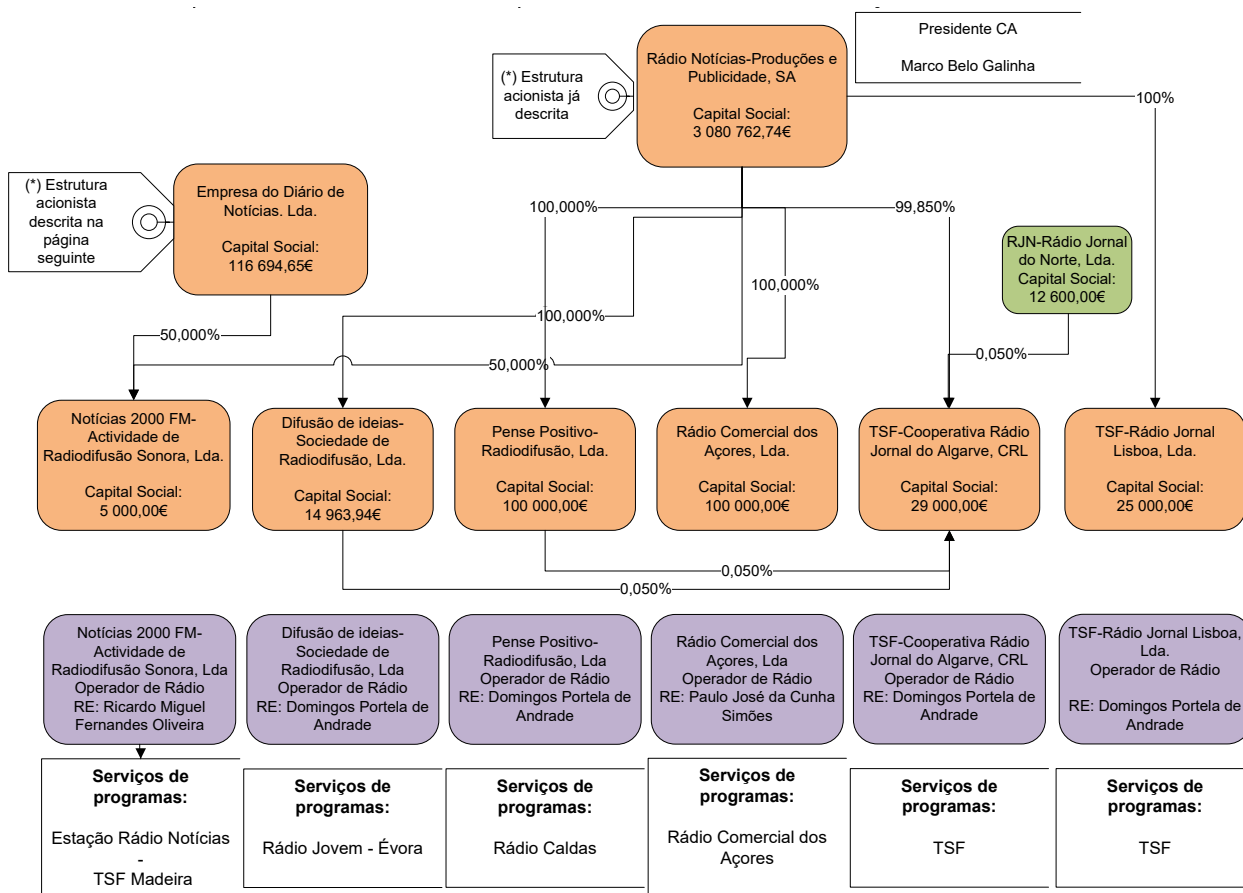 Presidente CA
Marco Belo Galinha
Rádio Notícias-Produções e
Publicidade, SA
Capital Social:
3 080 762,74€
(*) Estrutura
acionista já
descrita
100%
(*) Estrutura
acionista
descrita na
página
seguinte
Empresa do Diário de
Notícias. Lda.
Capital Social:
116 694,65€
100,000%
99,850%
RJN-Rádio Jornal
do Norte, Lda.
Capital Social:
12 600,00€
100,000%
100,000%
50,000%
50,000%
0,050%
Notícias 2000 FM-
Actividade de
Radiodifusão Sonora, Lda.
Capital Social:
5 000,00€
Difusão de ideias-
Sociedade de
Radiodifusão, Lda.
Capital Social:
14 963,94€
Pense Positivo-
Radiodifusão, Lda.
Capital Social:
100 000,00€
Rádio Comercial dos
Açores, Lda.
Capital Social:
100 000,00€
TSF-Cooperativa Rádio
Jornal do Algarve, CRL
Capital Social:
29 000,00€
TSF-Rádio Jornal
Lisboa, Lda.
Capital Social:
25 000,00€
0,050%
0,050%
Notícias 2000 FM-
Actividade de
Radiodifusão Sonora, Lda
Operador de Rádio
RE: Ricardo Miguel
Fernandes Oliveira
Difusão de ideias-
Sociedade de
Radiodifusão, Lda
Operador de Rádio
RE: Domingos Portela de
Andrade
Pense Positivo-
Radiodifusão, Lda
Operador de Rádio
RE: Domingos Portela de
Andrade
Rádio Comercial dos
Açores, Lda
Operador de Rádio
RE: Paulo José da Cunha
Simões
TSF-Cooperativa Rádio
Jornal do Algarve, CRL
Operador de Rádio
RE: Domingos Portela de
Andrade
TSF-Rádio Jornal Lisboa,
Lda.
Operador de Rádio
RE: Domingos Portela de
Andrade
Serviços de
programas:
Estação Rádio Notícias
-
TSF Madeira
Serviços de
programas:
Rádio Jovem - Évora
Serviços de
programas:
Rádio Caldas
Serviços de
programas:
Rádio Comercial dos
Açores
Serviços de
programas:
TSF
Serviços de
programas:
TSF